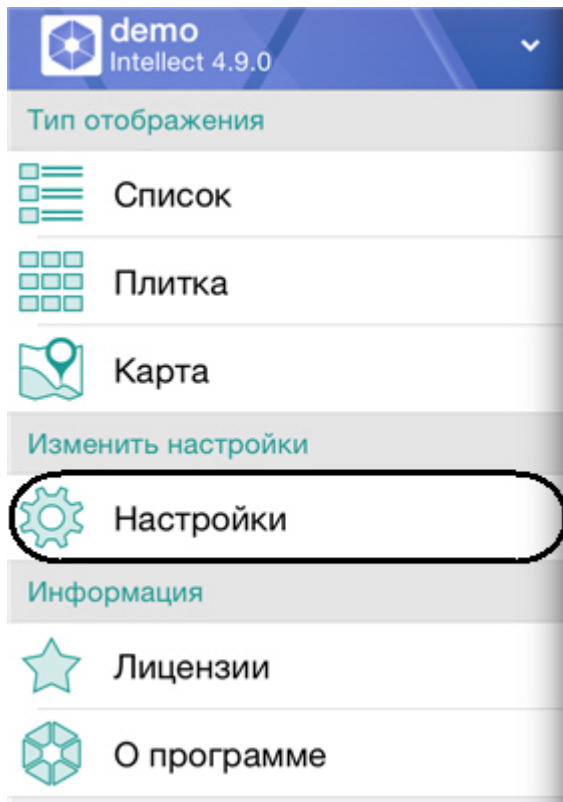 demo
Intellect 4.9.0
Тип отображения
Список
Плитка
Карта
Изменить настройки
Настройки
Информация
Лицензии
О программе